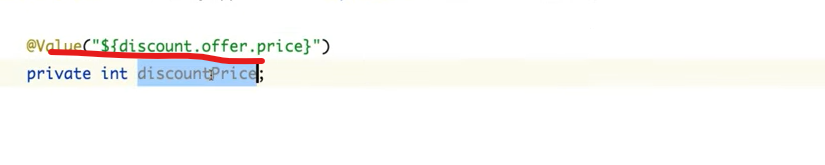 @Value("${discount.offer.price}")
private int discountPrice;